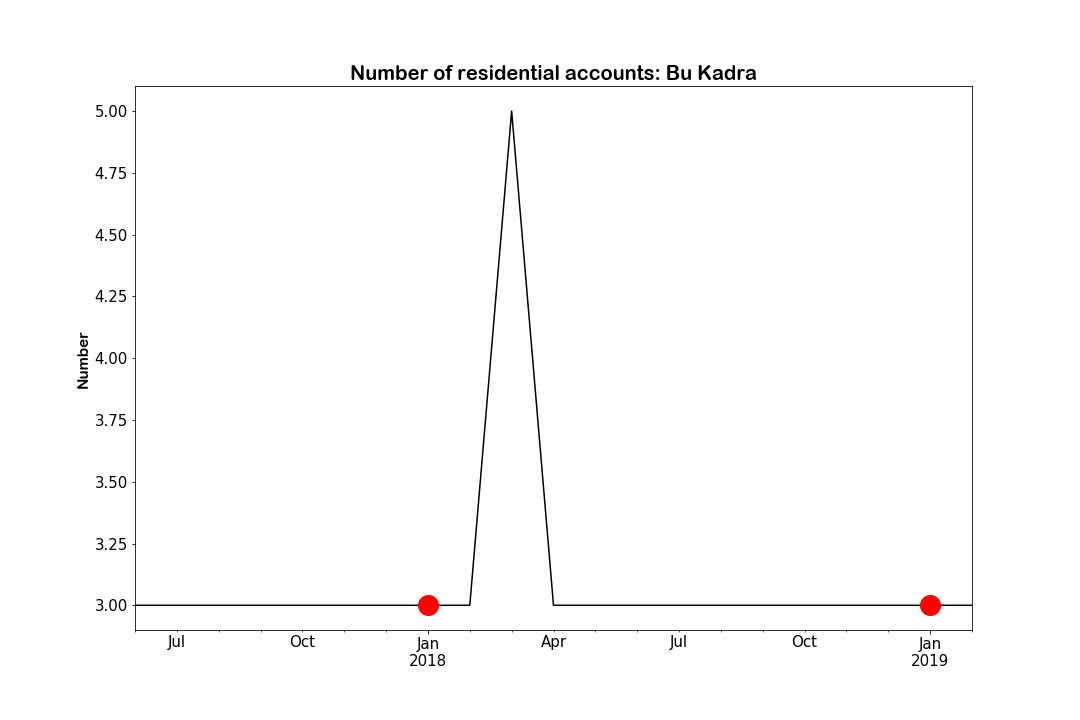 Number of residential accounts: Bu Kadra
5.00
4.75
4.50
4.25
4.00
3.75
3.50
3.25
3.00
Number
Jul
Oct
Jan
2018
Apr
Jul
Oct
Jan
2019